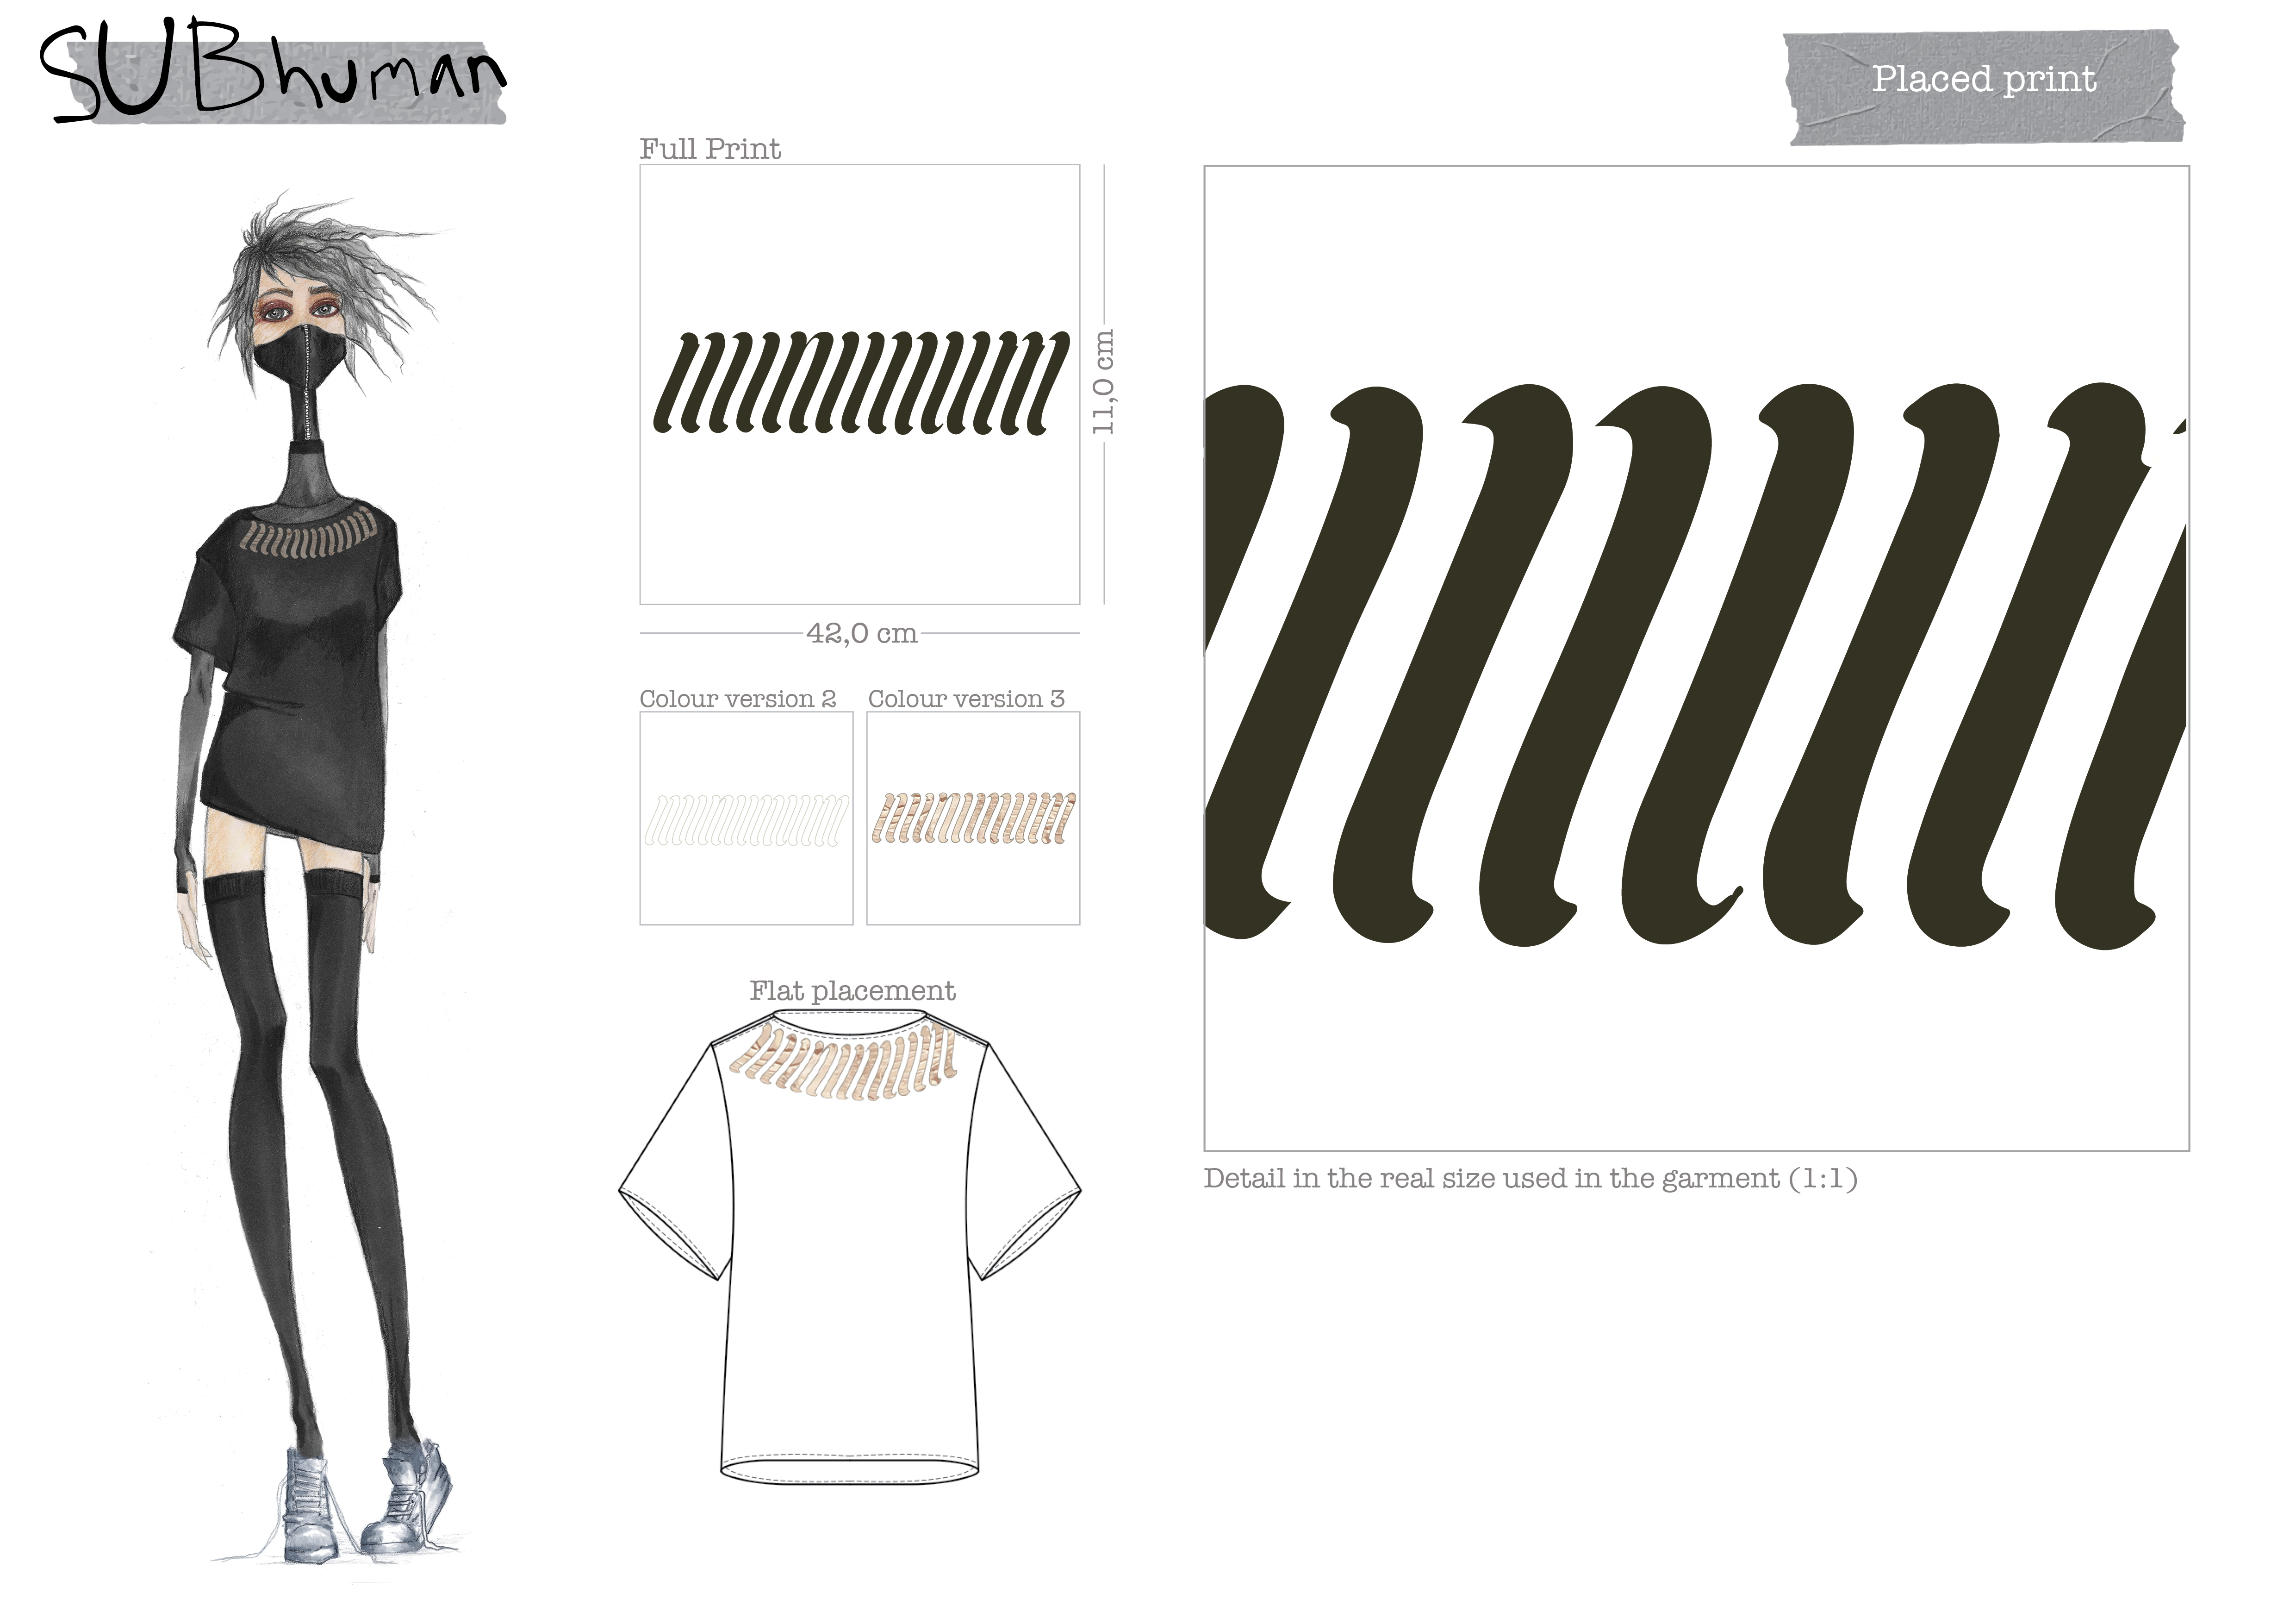 SUBhuman
Placed print
Full Print
11,0 cm
42,0 cm
Colour version 2
Colour version 3
Flat placement
Detail in the real size used in the garment (1:1)